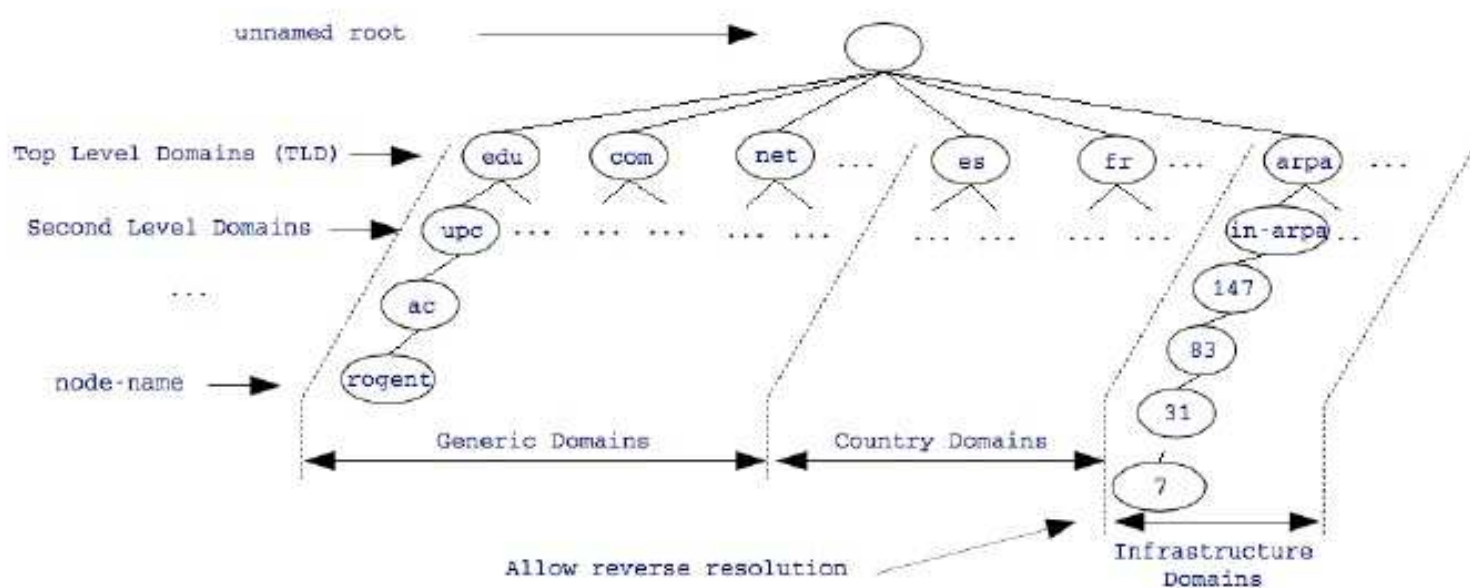 unnamed root
Top Level Domains (TLD) edu com net ... es fr ... arpa ...
Second Level Domains upc ... ... ... ... ... ... ... ... ... in-arpa ..
... ac 147
83
node-name rogent
31
Generic Domains Country Domains
7
Allow reverse resolution Infrastructure
Domains